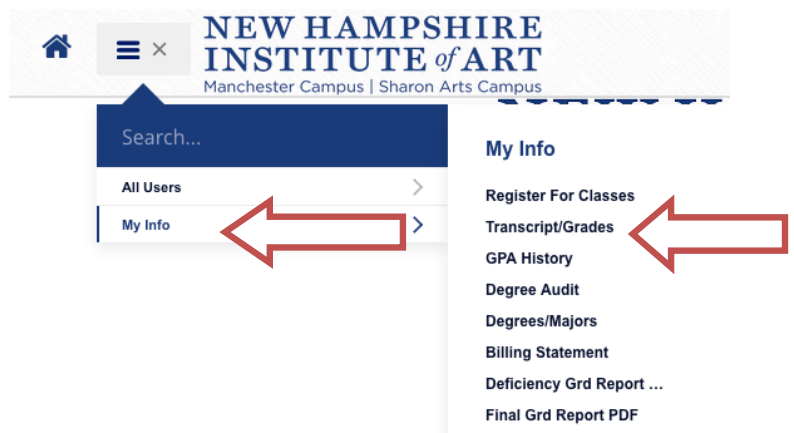 NEW HAMPSHIRE
INSTITUTE of ART
Manchester Campus | Sharon Arts Campus
Search...
All Users
My Info
My Info
Register For Classes
Transcript/Grades
GPA History
Degree Audit
Degrees/Majors
Billing Statement
Deficiency Grd Report ...
Final Grd Report PDF